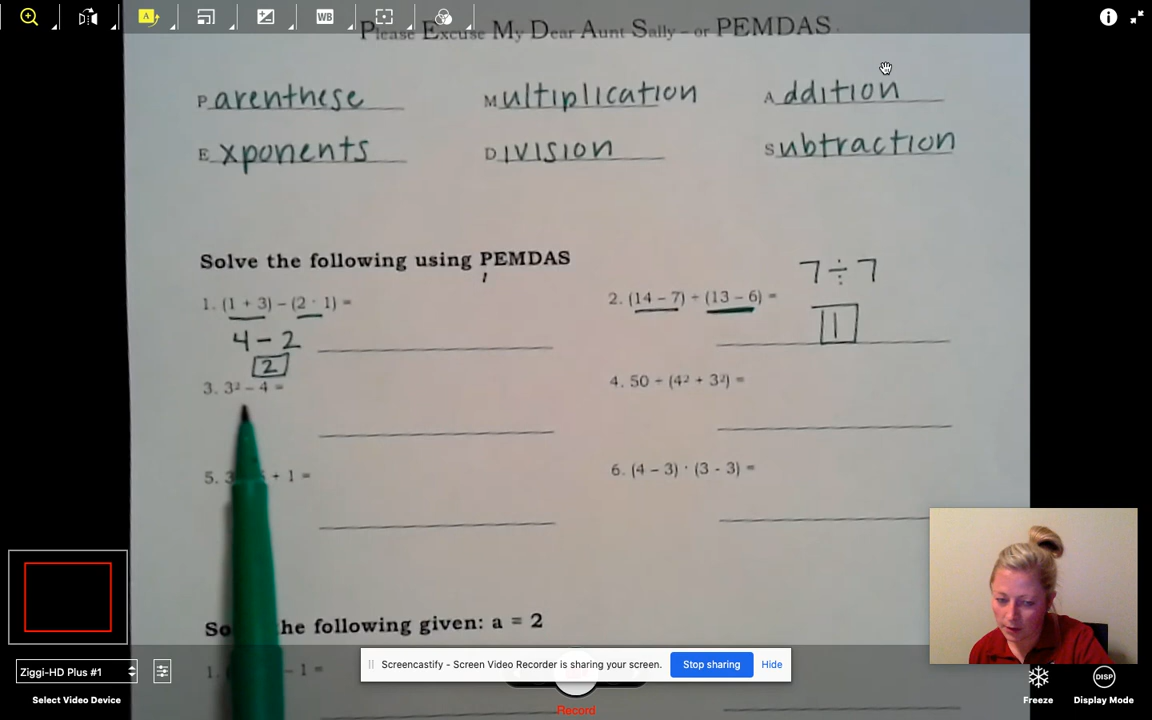 WB
Please Excuse My Dear Aunt Sally – or PEMDAS
Parenthese Multiplication Addition
Exponents Division Subtraction
Solve the following using PEMDAS
7 ÷ 7
1. (1 + 3) – (2 · 1) =
2. (14 – 7) ÷ (13 – 6) =
1
4 – 2
2
3. 3² – 4 =
4. 50 ÷ (4² + 3²) =
5. 3 + 1 =
6. (4 – 3) · (3 - 3) =
the following given: a = 2
1. – 1 =
Screencastify - Screen Video Recorder is sharing your screen.
Stop sharing
Hide
Ziggi-HD Plus #1
Select Video Device
Record
DISP
Freeze
Display Mode